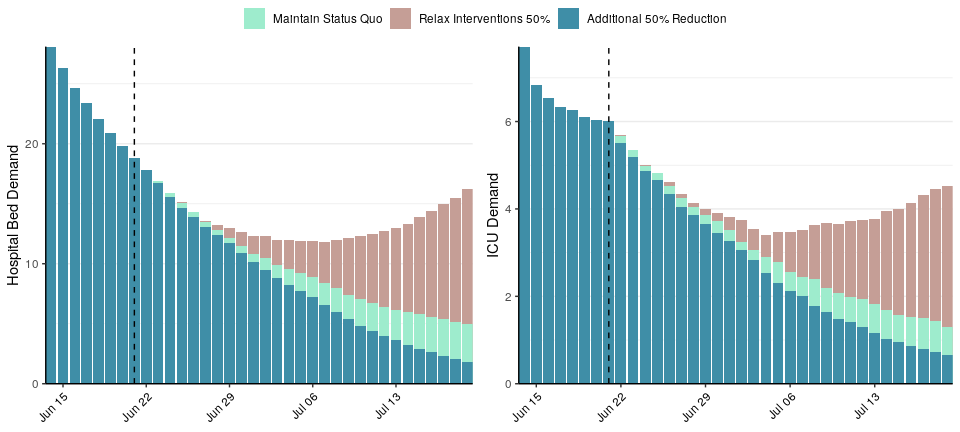 Maintain Status Quo Relax Interventions 50% Additional 50% Reduction
Hospital Bed Demand
20
10
0
Jun 15 Jun 22 Jun 29 Jul 06 Jul 13
ICU Demand
6
4
2
0
Jun 15 Jun 22 Jun 29 Jul 06 Jul 13